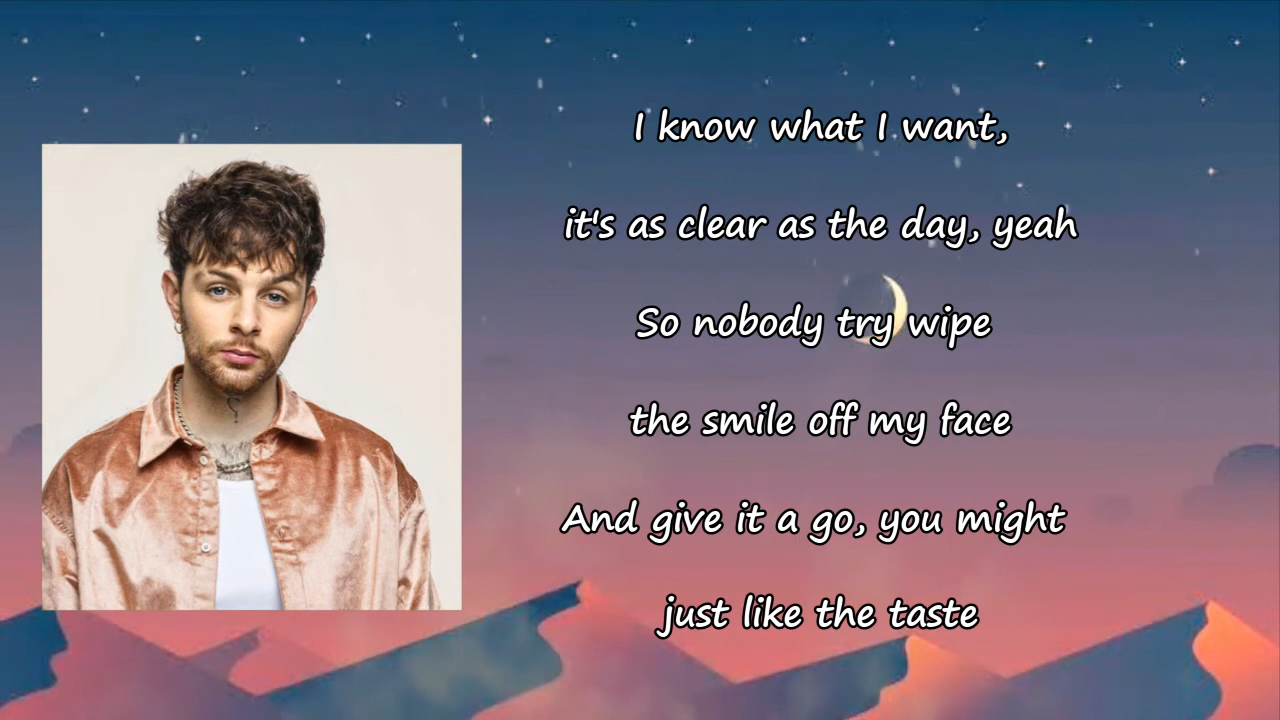 I know what I want,
it's as clear as the day, yeah
So nobody try wipe
the smile off my face
And give it a go, you might
just like the taste